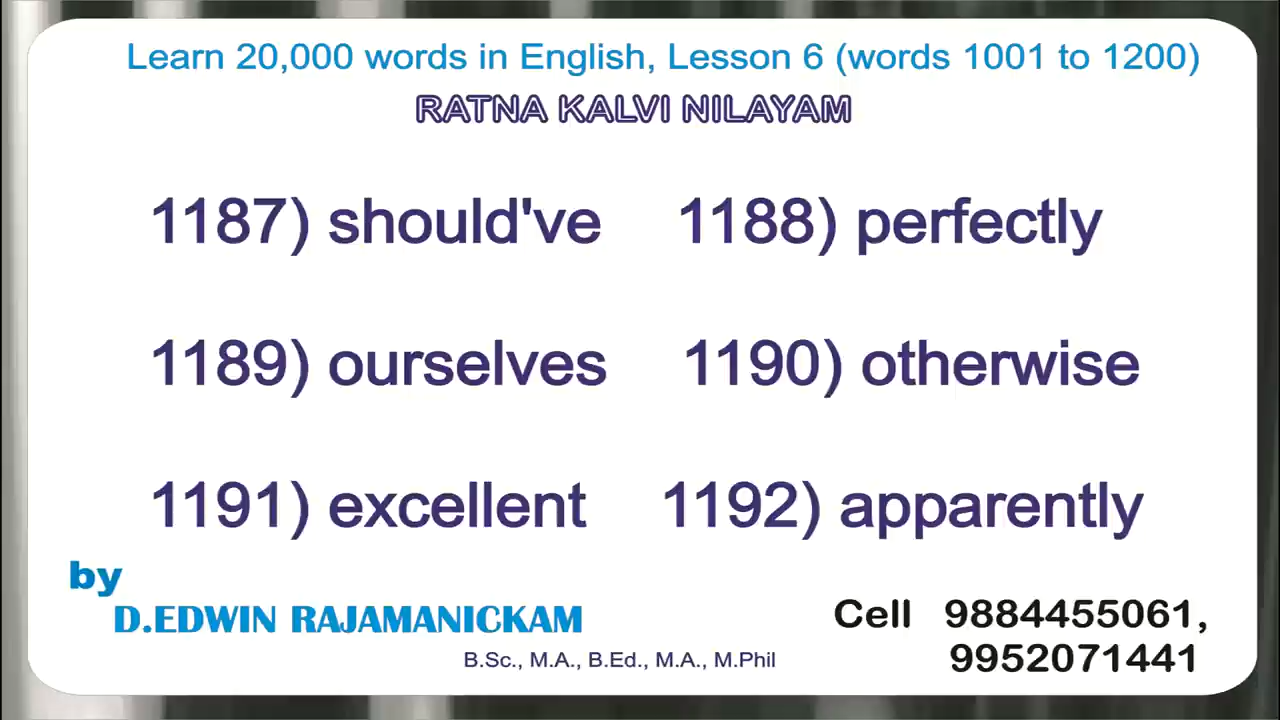 Learn 20,000 words in English, Lesson 6 (words 1001 to 1200)
RATNA KALVI NILAYAM
1187) should've 1188) perfectly
1189) ourselves 1190) otherwise
1191) excellent 1192) apparently
by
D.EDWIN RAJAMANICKAM
B.Sc., M.A., B.Ed., M.A., M.Phil
Cell 9884455061,
9952071441